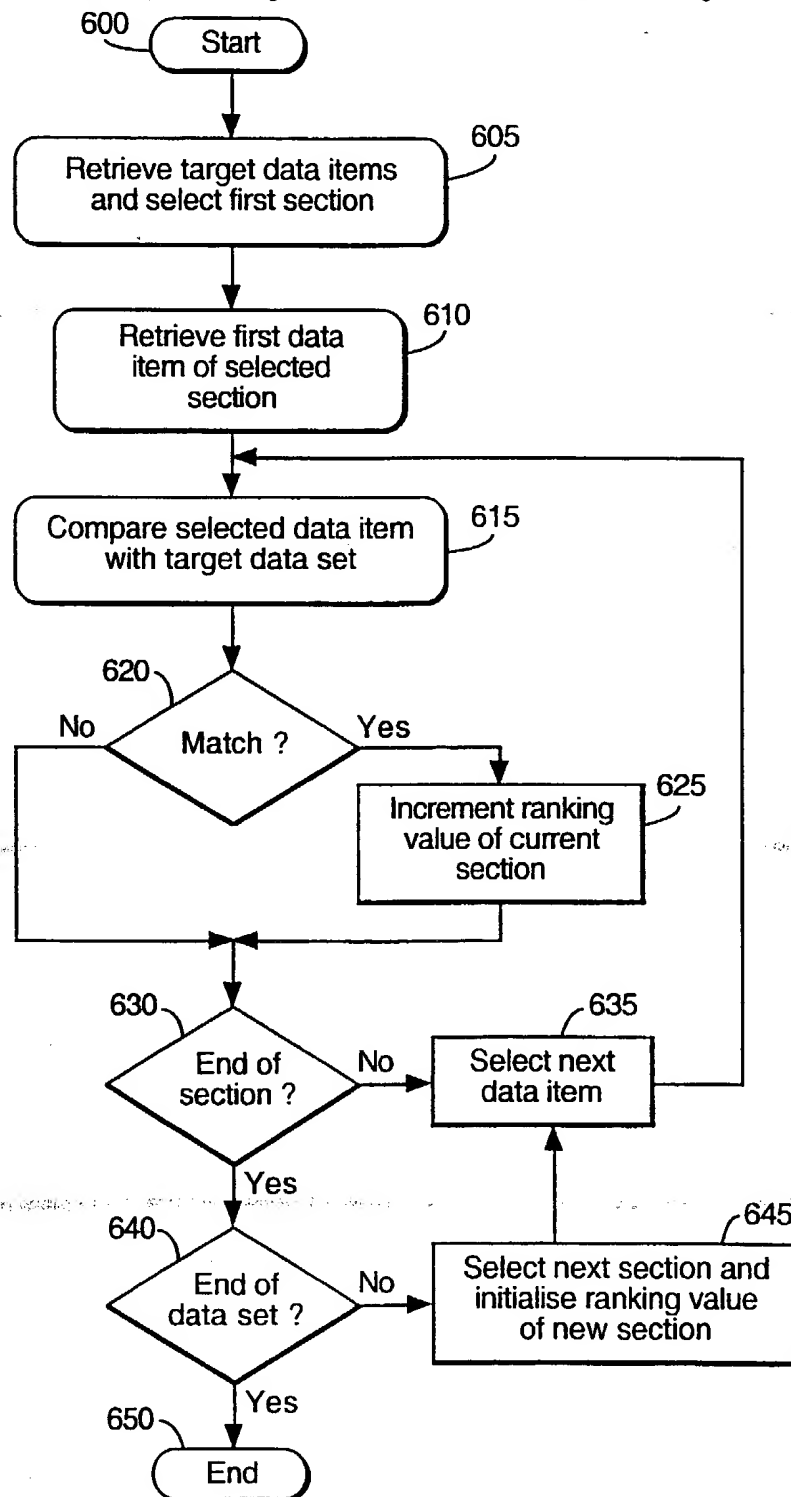 600
Start
605
Retrieve target data items
and select first section
610
Retrieve first data
item of selected
section
615
Compare selected data item
with target data set
620
No
Match ?
Yes
625
Increment ranking
value of current
section
630
End of
section ?
No
635
Select next
data item
Yes
640
End of
data set ?
No
645
Select next section and
initialise ranking value
of new section
Yes
650
End